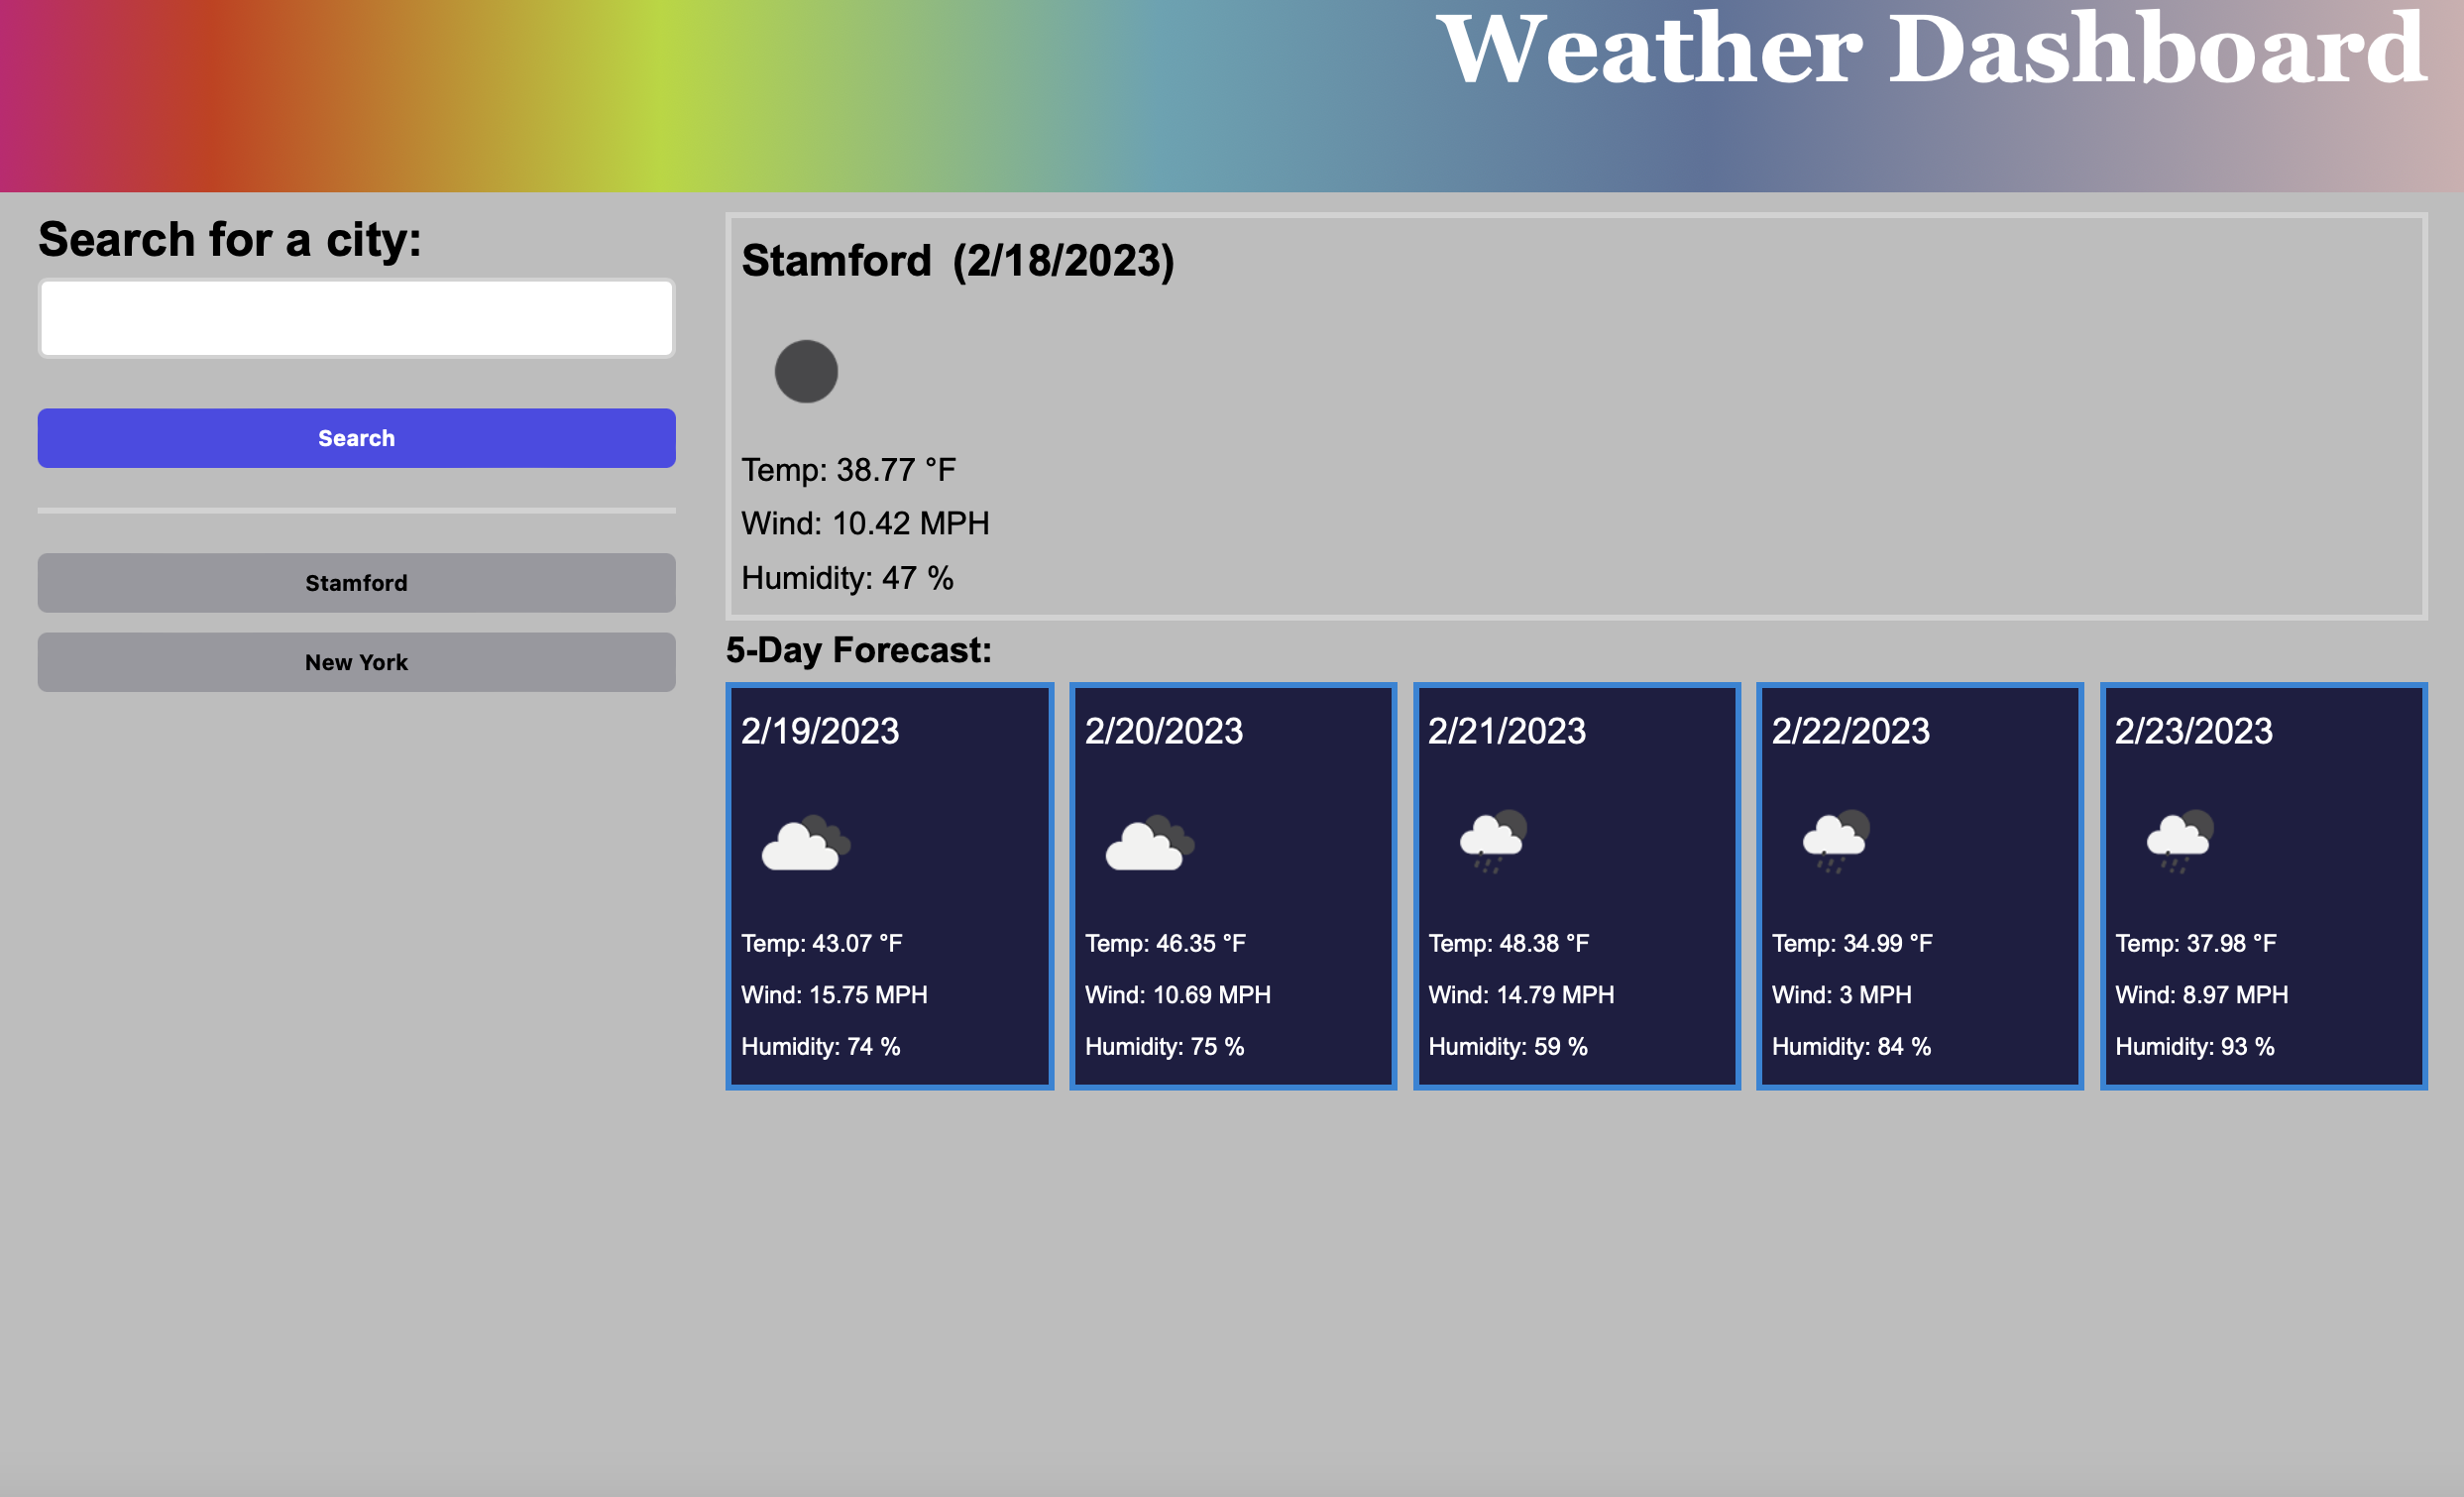 Weather Dashboard
Search for a city:
Search
Stamford
New York
Stamford (2/18/2023)
Temp: 38.77 °F
Wind: 10.42 MPH
Humidity: 47 %
5-Day Forecast:
2/19/2023
Temp: 43.07 °F
Wind: 15.75 MPH
Humidity: 74 %
2/20/2023
Temp: 46.35 °F
Wind: 10.69 MPH
Humidity: 75 %
2/21/2023
Temp: 48.38 °F
Wind: 14.79 MPH
Humidity: 59 %
2/22/2023
Temp: 34.99 °F
Wind: 3 MPH
Humidity: 84 %
2/23/2023
Temp: 37.98 °F
Wind: 8.97 MPH
Humidity: 93 %